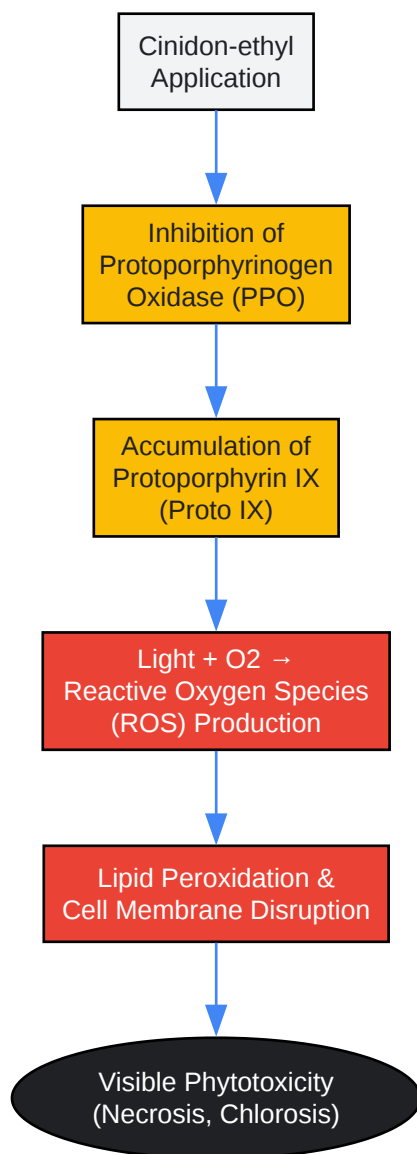 Cinidon-ethyl
Application
Inhibition of
Protoporphyrinogen
Oxidase (PPO)
Accumulation of
Protoporphyrin IX
(Proto IX)
Light + O2 →
Reactive Oxygen Species
(ROS) Production
Lipid Peroxidation &
Cell Membrane Disruption
Visible Phytotoxicity
(Necrosis, Chlorosis)